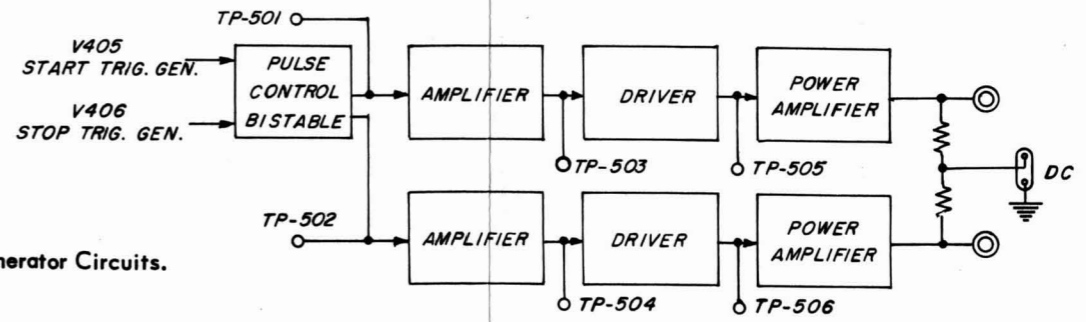 TP-501
V405
START TRIG. GEN.
V406
STOP TRIG. GEN.
PULSE
CONTROL
BISTABLE
AMPLIFIER
DRIVER
POWER
AMPLIFIER
TP-503
TP-505
DC
TP-502
AMPLIFIER
DRIVER
POWER
AMPLIFIER
TP-504
TP-506
nerator Circuits.